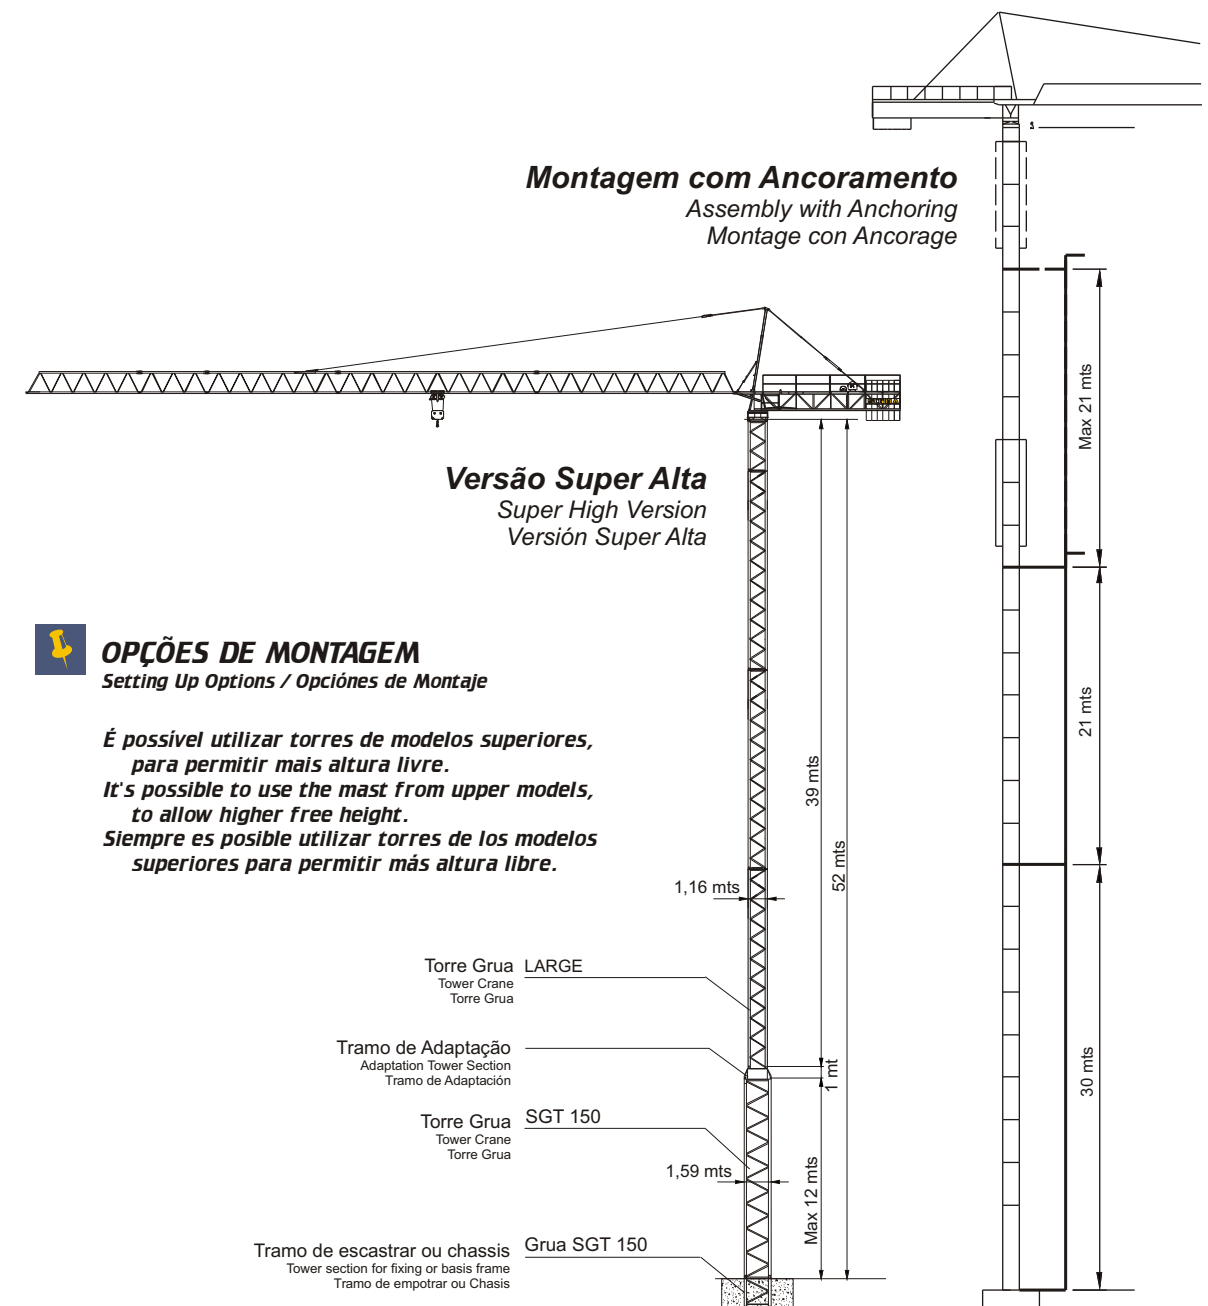 Montagem com Ancoramento
Assembly with Anchoring
Montage con Ancorage
Max 21 mts
Versão Super Alta
Super High Version
Versión Super Alta
OPÇÕES DE MONTAGEM
Setting Up Options / Opciónes de Montaje
É possível utilizar torres de modelos superiores,
para permitir mais altura livre.
It's possible to use the mast from upper models,
to allow higher free height.
Siempre es posible utilizar torres de los modelos
superiores para permitir más altura libre.
21 mts
39 mts
52 mts
1,16 mts
Torre Grua LARGE
Tower Crane
Torre Grua
Tramo de Adaptação
Adaptation Tower Section
Tramo de Adaptación
1 mt
30 mts
Torre Grua SGT 150
Tower Crane
Torre Grua
1,59 mts
Max 12 mts
Tramo de escastrar ou chassis Grua SGT 150
Tower section for fixing or basis frame
Tramo de empotrar ou Chasis